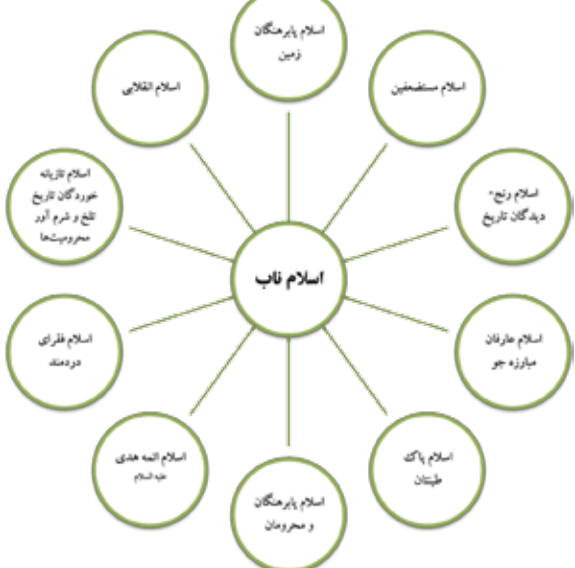 اسلام پابرهنگان
زمین
اسلام مستضعفین
اسلام رنج-
دیدگان تاریخ
اسلام عارفان
مبارزه جو
اسلام پاک
طینتان
اسلام پابرهنگان
و محرومان
اسلام ائمه هدی
علیه السلام
اسلام فقرای
دردمند
اسلام تازیانه
خوردگان تاریخ
تلخ و شرم آور
محرومیت‌ها
اسلام انقلابی
اسلام ناب